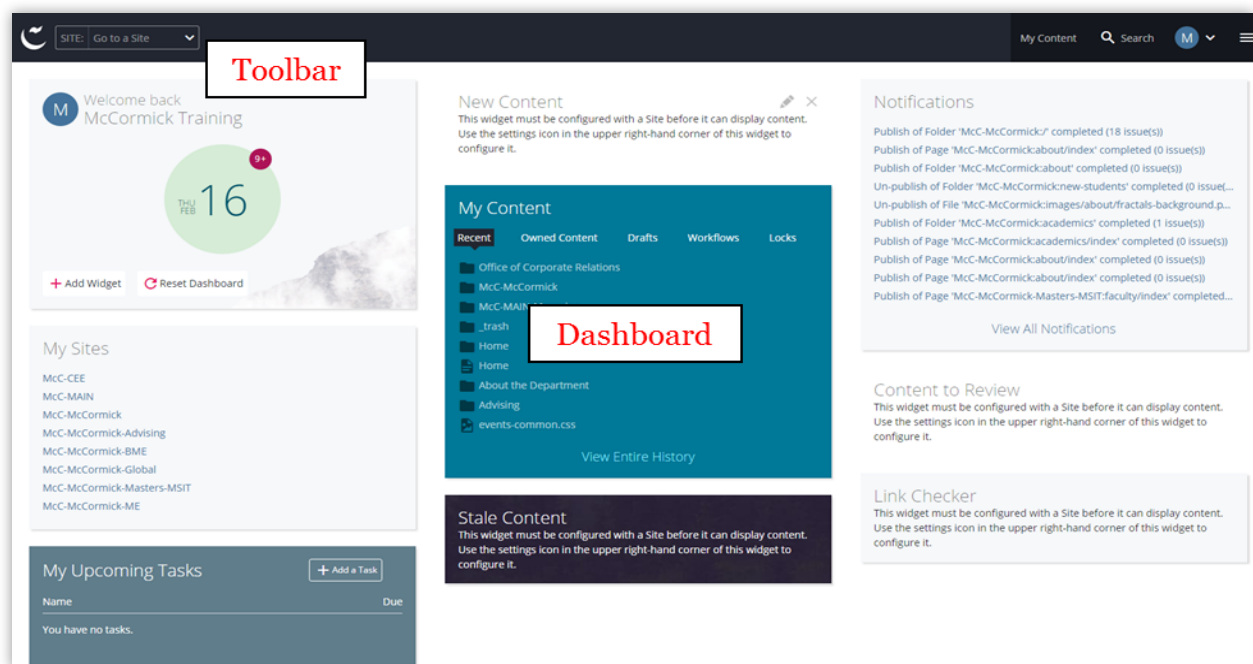 SITE: Go to a Site
My Content
Search
M
Toolbar
M
Welcome back
McCormick Training
9+
THU
FEB
16
Add Widget
Reset Dashboard
My Sites
McC-CEE
McC-MAIN
McC-McCormick
McC-McCormick-Advising
McC-McCormick-BME
McC-McCormick-Global
McC-McCormick-Masters-MSIT
McC-McCormick-ME
My Upcoming Tasks
Add a Task
Name Due
You have no tasks.
New Content
This widget must be configured with a Site before it can display content.
Use the settings icon in the upper right-hand corner of this widget to
configure it.
My Content
Recent Owned Content Drafts Workflows Locks
Office of Corporate Relations
McC-McCormick
McC-MAIN
_trash
Home
Home
About the Department
Advising
events-common.css
View Entire History
Dashboard
Stale Content
This widget must be configured with a Site before it can display content.
Use the settings icon in the upper right-hand corner of this widget to
configure it.
Notifications
Publish of Folder 'McC-McCormick:/' completed (18 issue(s))
Publish of Page 'McC-McCormick:about/index' completed (0 issue(s))
Publish of Folder 'McC-McCormick:about' completed (0 issue(s))
Un-publish of Folder 'McC-McCormick:new-students' completed (0 issue(...
Un-publish of File 'McC-McCormick:images/about/fractals-background.p...
Publish of Folder 'McC-McCormick:academics' completed (1 issue(s))
Publish of Page 'McC-McCormick:academics/index' completed (0 issue(s))
Publish of Page 'McC-McCormick:about/index' completed (0 issue(s))
Publish of Page 'McC-McCormick:about/index' completed (0 issue(s))
Publish of Page 'McC-McCormick-Masters-MSIT:faculty/index' completed...
View All Notifications
Content to Review
This widget must be configured with a Site before it can display content.
Use the settings icon in the upper right-hand corner of this widget to
configure it.
Link Checker
This widget must be configured with a Site before it can display content.
Use the settings icon in the upper right-hand corner of this widget to
configure it.